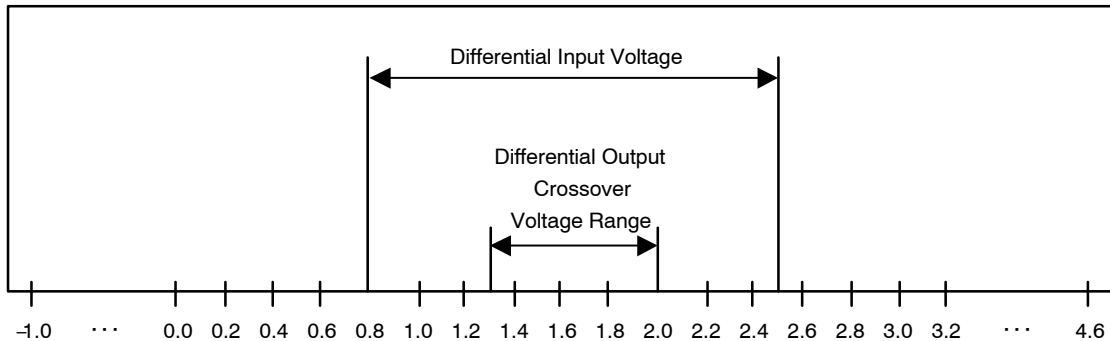 Differential Input Voltage
Differential Output
Crossover
Voltage Range
–1.0 ··· 0.0 0.2 0.4 0.6 0.8 1.0 1.2 1.4 1.6 1.8 2.0 2.2 2.4 2.6 2.8 3.0 3.2 ··· 4.6